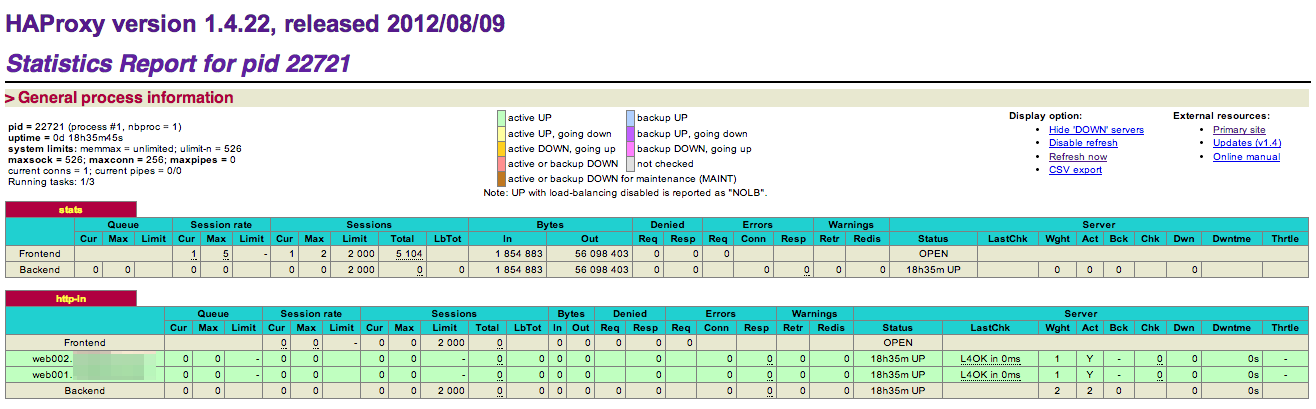 HAProxy version 1.4.22, released 2012/08/09
Statistics Report for pid 22721
> General process information
pid = 22721 (process #1, nbproc = 1)
uptime = 0d 18h35m45s
system limits: memmax = unlimited; ulimit-n = 526
maxsock = 526; maxconn = 256; maxpipes = 0
current conns = 1; current pipes = 0/0
Running tasks: 1/3
active UP backup UP
active UP, going down backup UP, going down
active DOWN, going up backup DOWN, going up
active or backup DOWN not checked
active or backup DOWN for maintenance (MAINT)
Note: UP with load-balancing disabled is reported as "NOLB".
Display option:
• Hide 'DOWN' servers
• Disable refresh
• Refresh now
• CSV export
External resources:
• Primary site
• Updates (v1.4)
• Online manual
stats
Queue Session rate Sessions Bytes Denied Errors Warnings Server
Cur Max Limit Cur Max Limit Cur Max Limit Total LbTot In Out Req Resp Req Conn Resp Retr Redis Status LastChk Wght Act Bck Chk Dwn Dwntme Thrtle
Frontend 1 5 - 1 2 2 000 5 104 1 854 883 56 098 403 0 0 0 OPEN
Backend 0 0 0 0 0 0 2 000 0 0 1 854 883 56 098 403 0 0 0 0 0 0 18h35m UP 0 0 0 0
http-in
Queue Session rate Sessions Bytes Denied Errors Warnings Server
Cur Max Limit Cur Max Limit Cur Max Limit Total LbTot In Out Req Resp Req Conn Resp Retr Redis Status LastChk Wght Act Bck Chk Dwn Dwntme Thrtle
Frontend 0 0 - 0 0 2 000 0 0 0 0 0 0 OPEN
web002. 0 0 - 0 0 0 0 - 0 0 0 0 0 0 0 0 0 18h35m UP L4OK in 0ms 1 Y - 0 0 0s -
web001. 0 0 - 0 0 0 0 - 0 0 0 0 0 0 0 0 0 18h35m UP L4OK in 0ms 1 Y - 0 0 0s -
Backend 0 0 0 0 0 0 2 000 0 0 0 0 0 0 0 0 0 0 18h35m UP 2 2 0 0 0s